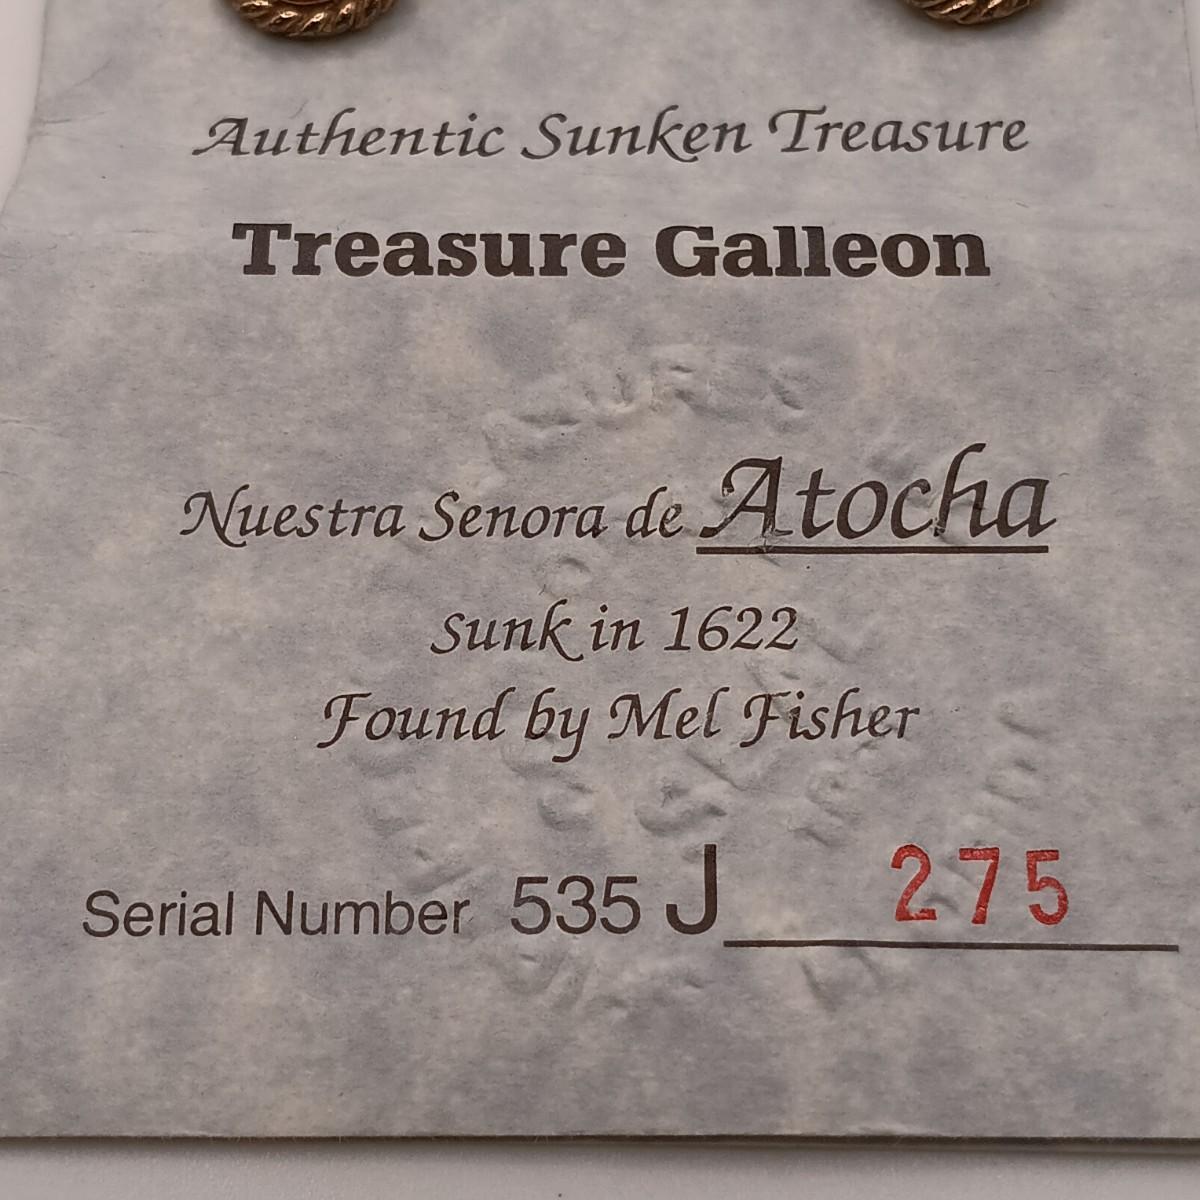 Authentic Sunken Treasure
Treasure Galleon
Nuestra Senora de Atocha
sunk in 1622
Found by Mel Fisher
Serial Number 535 J 275